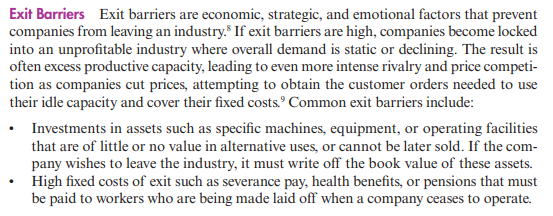 Exit Barriers Exit barriers are economic, strategic, and emotional factors that prevent
companies from leaving an industry.⁸ If exit barriers are high, companies become locked
into an unprofitable industry where overall demand is static or declining. The result is
often excess productive capacity, leading to even more intense rivalry and price competi-
tion as companies cut prices, attempting to obtain the customer orders needed to use
their idle capacity and cover their fixed costs.⁹ Common exit barriers include:
• Investments in assets such as specific machines, equipment, or operating facilities
that are of little or no value in alternative uses, or cannot be later sold. If the com-
pany wishes to leave the industry, it must write off the book value of these assets.
• High fixed costs of exit such as severance pay, health benefits, or pensions that must
be paid to workers who are being made laid off when a company ceases to operate.